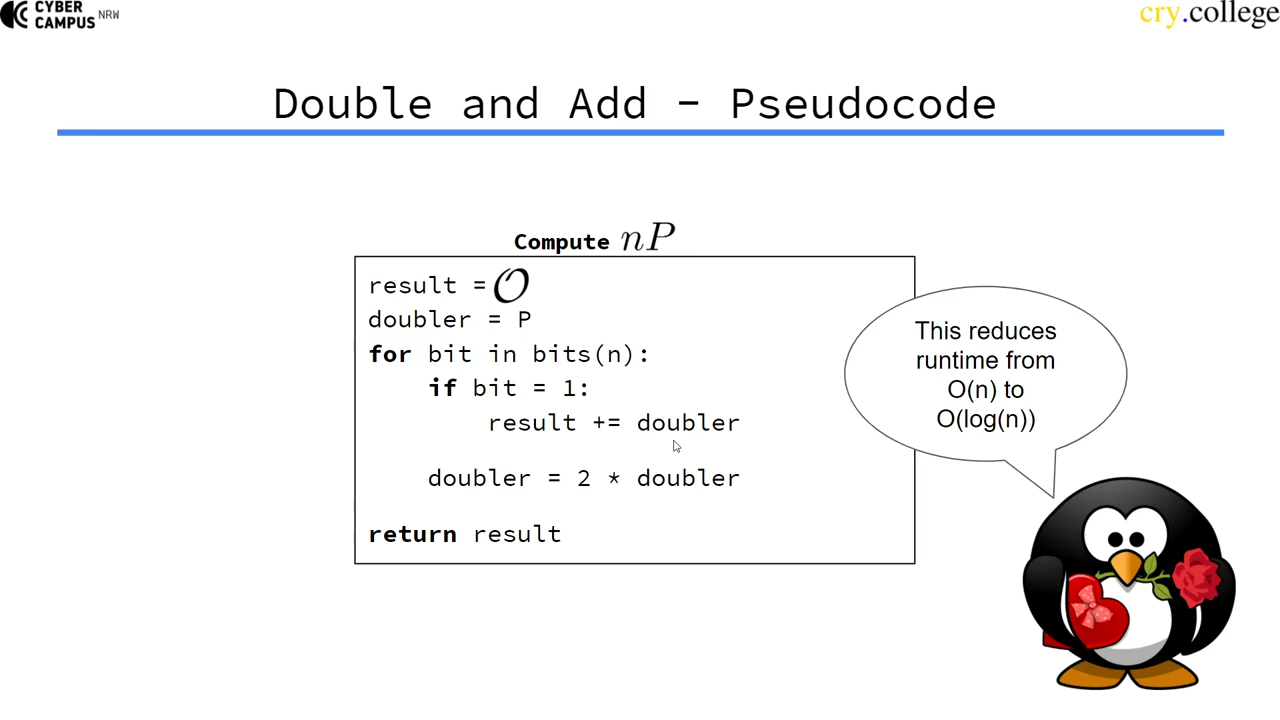 CYBER
CAMPUS NRW
cry.college
Double and Add - Pseudocode
Compute nP
result = 𝒪
doubler = P
for bit in bits(n):
    if bit = 1:
        result += doubler
    doubler = 2 * doubler
return result
This reduces
runtime from
O(n) to
O(log(n))